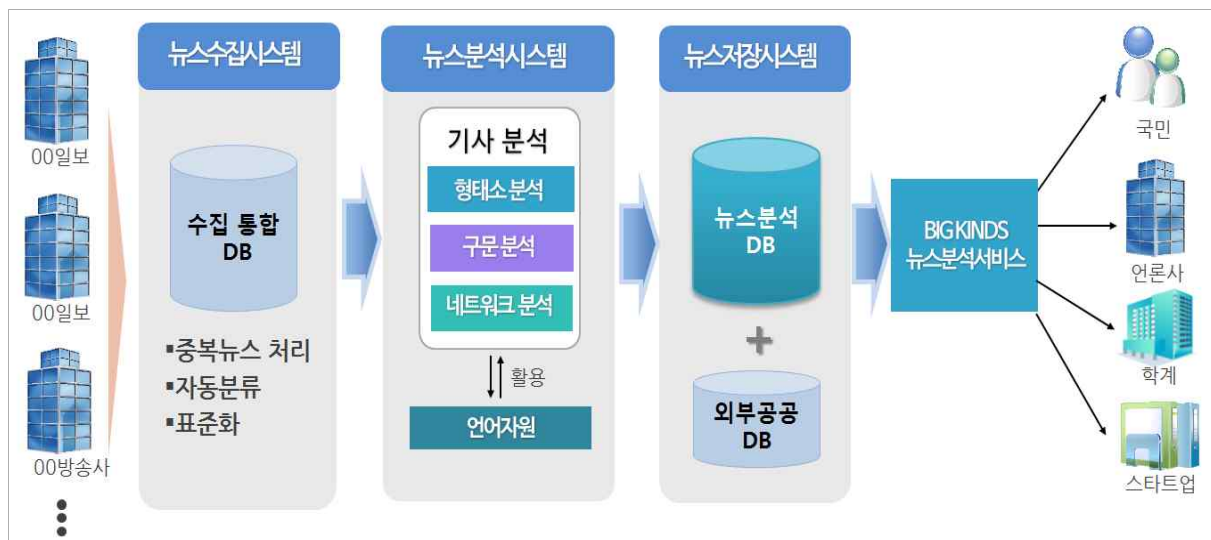 00일보
00일보
00방송사
뉴스수집시스템
수집 통합
DB
▪중복뉴스 처리
▪자동분류
▪표준화
뉴스분석시스템
기사 분석
형태소 분석
구문 분석
네트워크 분석
활용
언어자원
뉴스저장시스템
뉴스분석
DB
+
외부공공
DB
BIG KINDS
뉴스분석서비스
국민
언론사
학계
스타트업